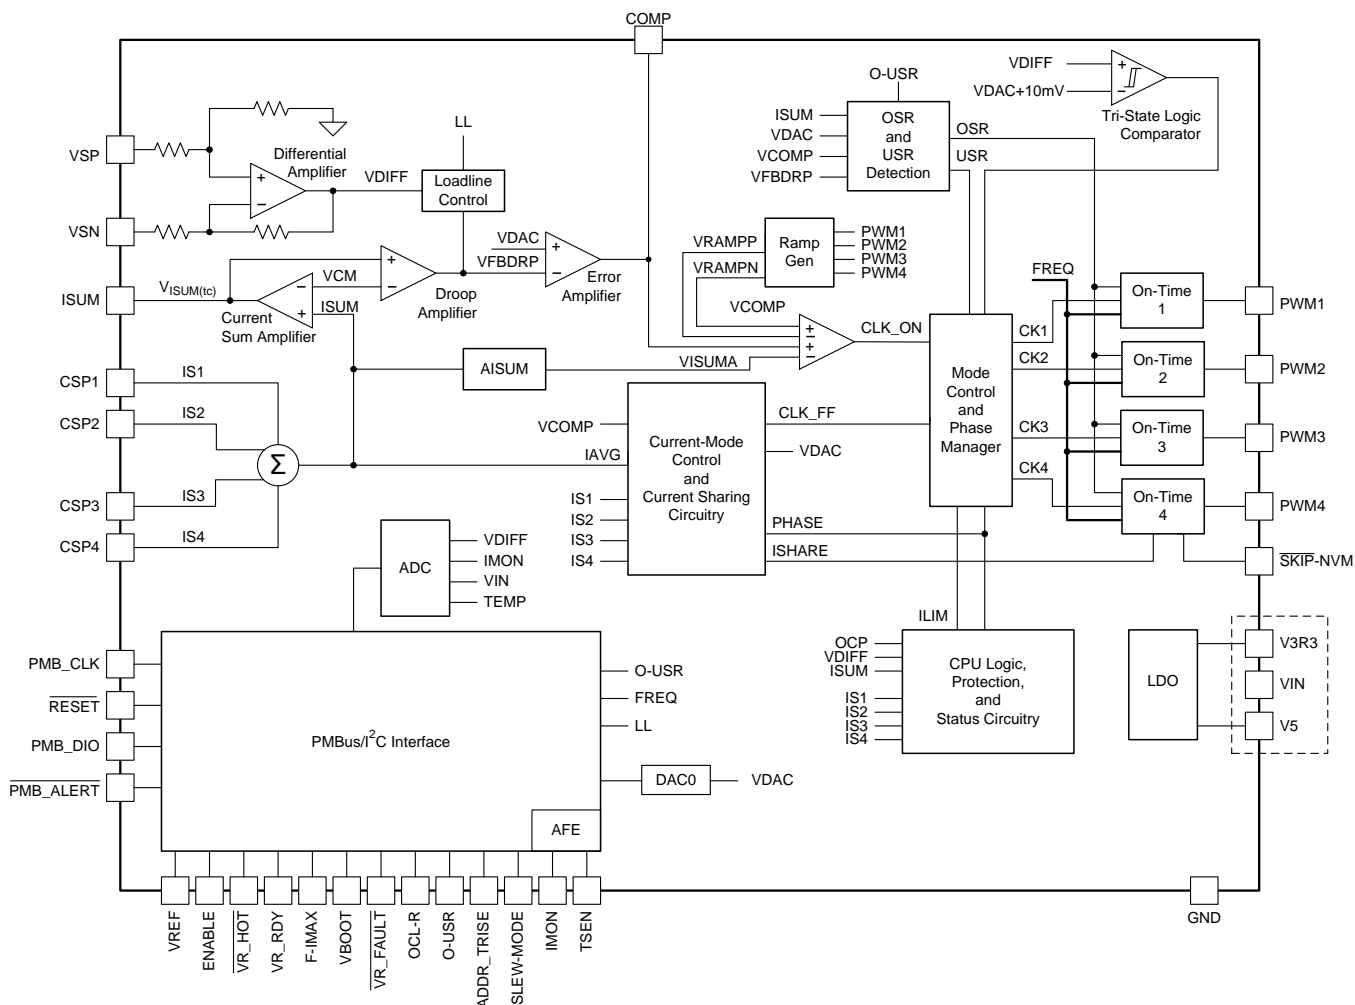 COMP
VDIFF
VDAC+10mV
+
−
Tri-State Logic
Comparator
O-USR
ISUM
VDAC
VCOMP
VFBDRP
OSR
and
USR
Detection
OSR
USR
LL
VSP
VSN
+
−
Differential
Amplifier
VDIFF
Loadline
Control
VRAMPP
VRAMPN
Ramp
Gen
PWM1
PWM2
PWM3
PWM4
ISUM
VISUM(tc)
VCM
ISUM
−
+
Current
Sum Amplifier
+
−
Droop
Amplifier
VDAC
VFBDRP
+
−
Error
Amplifier
VCOMP
+
−
+
−
VISUMA
CLK_ON
AISUM
FREQ
On-Time
1
On-Time
2
On-Time
3
On-Time
4
CK1
CK2
CK3
CK4
PWM1
PWM2
PWM3
PWM4
SKIP-NVM
Mode
Control
and
Phase
Manager
CSP1
CSP2
CSP3
CSP4
IS1
IS2
IS3
IS4
Σ
VCOMP
IAVG
IS1
IS2
IS3
IS4
Current-Mode
Control
and
Current Sharing
Circuitry
CLK_FF
VDAC
PHASE
ISHARE
ADC
VDIFF
IMON
VIN
TEMP
ILIM
OCP
VDIFF
ISUM
IS1
IS2
IS3
IS4
CPU Logic,
Protection,
and
Status Circuitry
LDO
V3R3
VIN
V5
PMB_CLK
RESET
PMB_DIO
PMB_ALERT
PMBus/I2C Interface
O-USR
FREQ
LL
DAC0
VDAC
AFE
VREF
ENABLE
VR_HOT
VR_RDY
F-IMAX
VBOOT
VR_FAULT
OCL-R
O-USR
ADDR_TRISE
SLEW-MODE
IMON
TSEN
GND